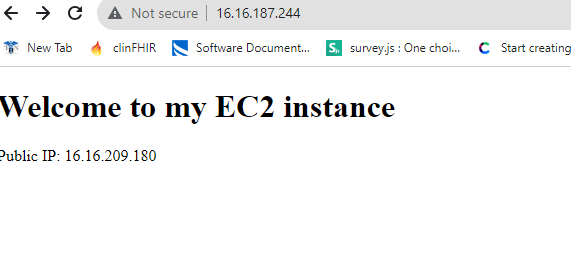 Not secure 16.16.187.244
New Tab clinFHIR Software Document... survey.js : One choi... Start creating
Welcome to my EC2 instance
Public IP: 16.16.209.180